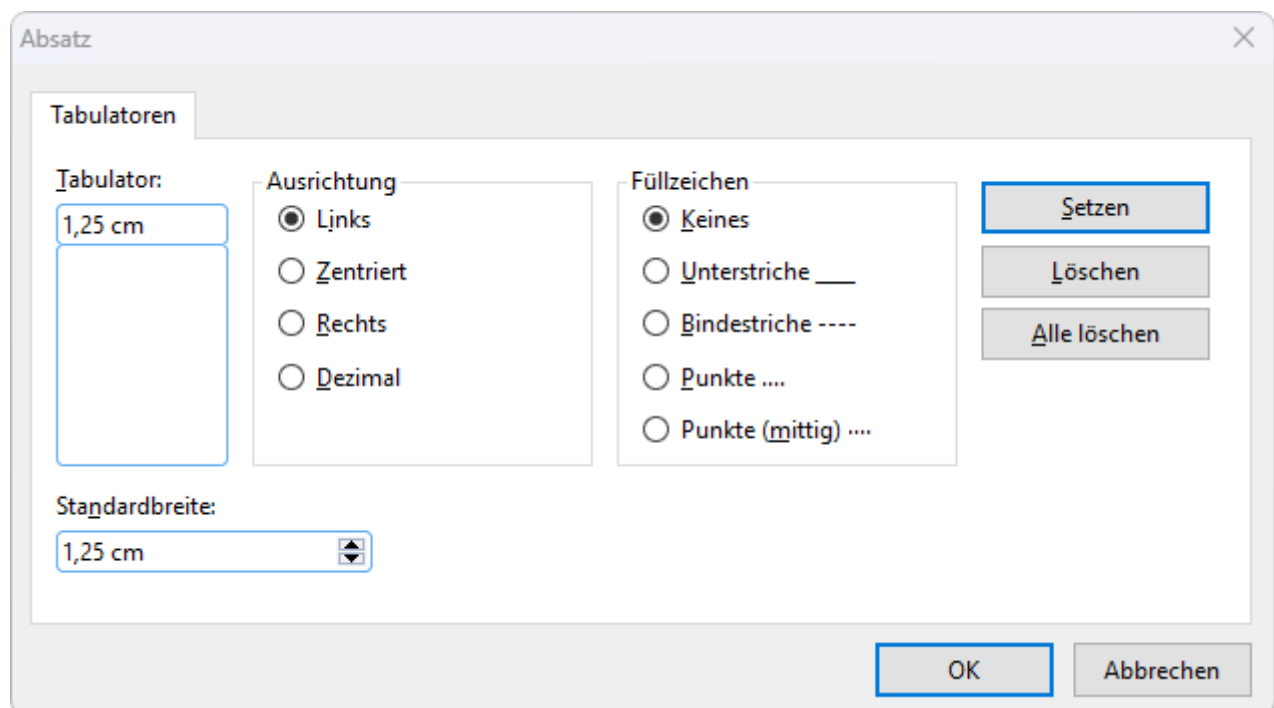 Absatz
Tabulatoren
Tabulator:
1,25 cm
Ausrichtung
Links
Zentriert
Rechts
Dezimal
Füllzeichen
Keines
Unterstriche ___
Bindestriche ----
Punkte ....
Punkte (mittig) ····
Setzen
Löschen
Alle löschen
Standardbreite:
1,25 cm
OK
Abbrechen